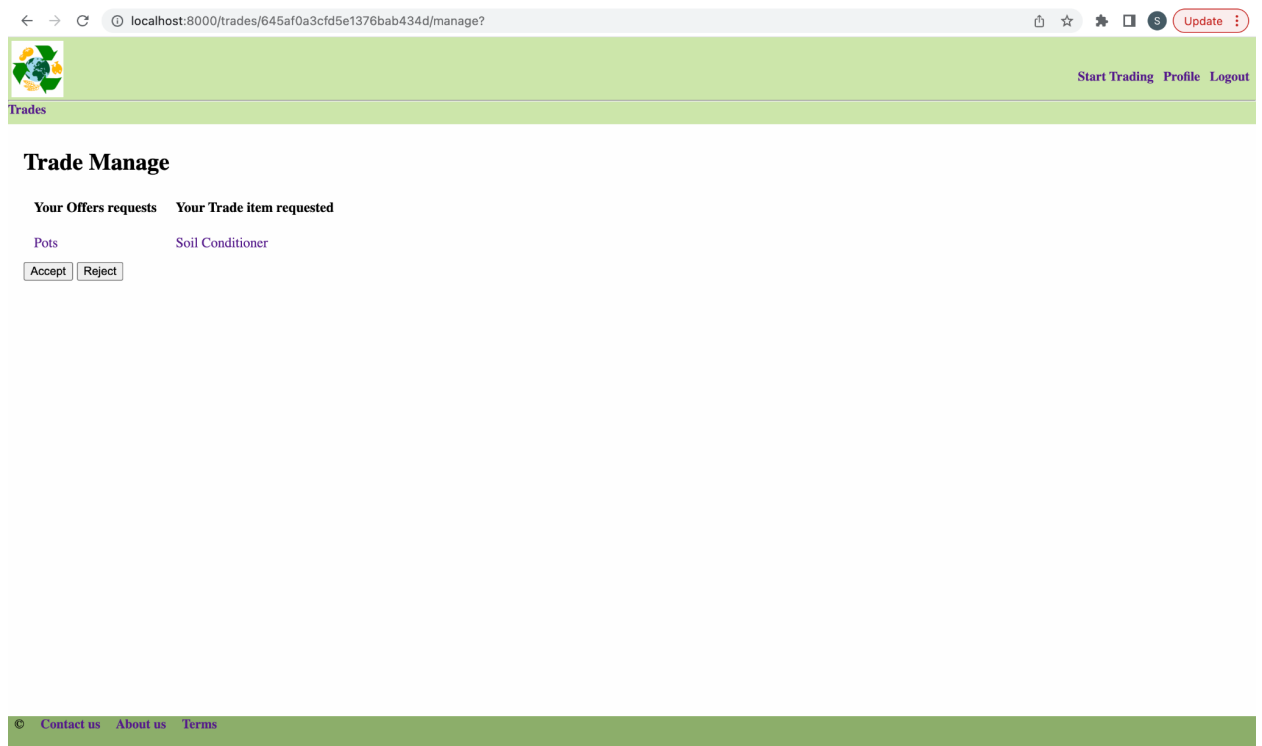 localhost:8000/trades/645af0a3cfd5e1376bab434d/manage?
S
Update
Start Trading Profile Logout
Trades
Trade Manage
Your Offers requests Your Trade item requested
Pots Soil Conditioner
Accept Reject
© Contact us About us Terms